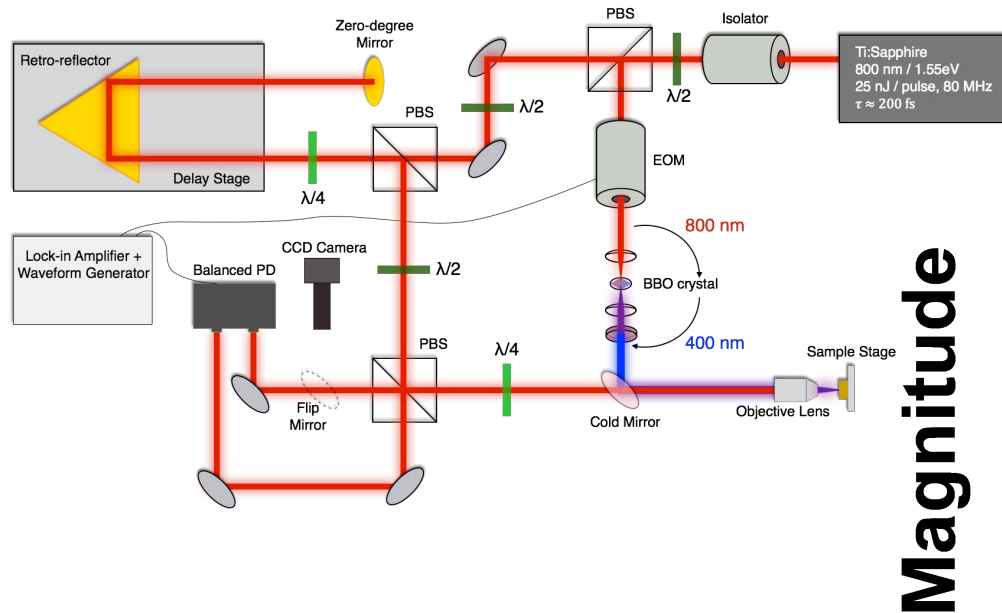 PBS
Isolator
Zero-degree
Mirror
Retro-reflector
Ti:Sapphire
800 nm / 1.55eV
25 nJ / pulse, 80 MHz
τ ≈ 200 fs
λ/2
λ/2
PBS
EOM
Delay Stage
λ/4
800 nm
Lock-in Amplifier +
Waveform Generator
CCD Camera
Balanced PD
λ/2
BBO crystal
400 nm
PBS
λ/4
Sample Stage
Flip
Mirror
Cold Mirror
Objective Lens
Magnitude